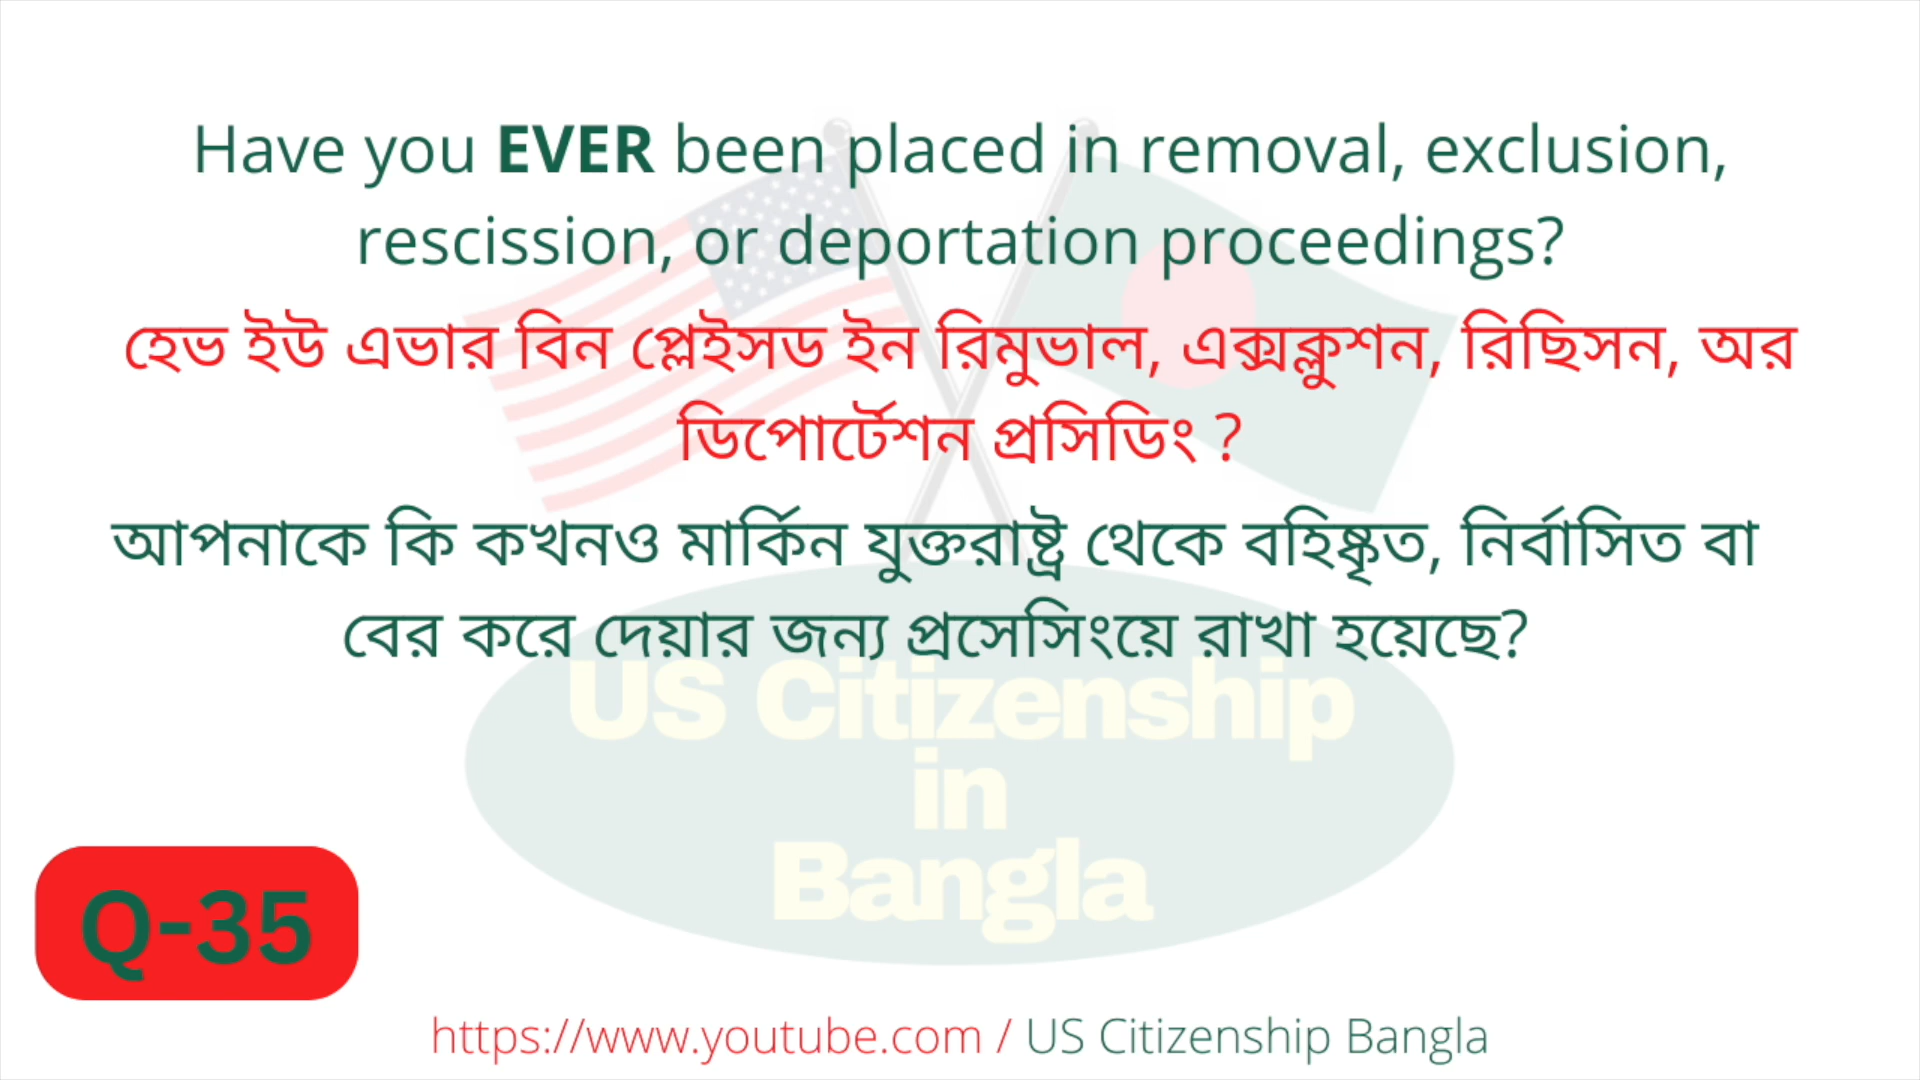 Have you EVER been placed in removal, exclusion,
rescission, or deportation proceedings?
হেভ ইউ এভার বিন প্লেইসড ইন রিমুভাল, এক্সক্লুশন, রিছিসন, অর
ডিপোর্টেশন প্রসিডিং ?
আপনাকে কি কখনও মার্কিন যুক্তরাষ্ট্র থেকে বহিষ্কৃত, নির্বাসিত বা
বের করে দেয়ার জন্য প্রসেসিংয়ে রাখা হয়েছে?
US Citizenship
in
Bangla
Q-35
https://www.youtube.com / US Citizenship Bangla